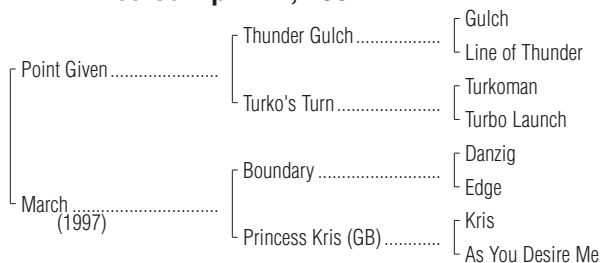 Gulch
Thunder Gulch
Line of Thunder
Point Given
Turkoman
Turko's Turn
Turbo Launch
Danzig
Boundary
Edge
March
(1997)
Kris
Princess Kris (GB)
As You Desire Me